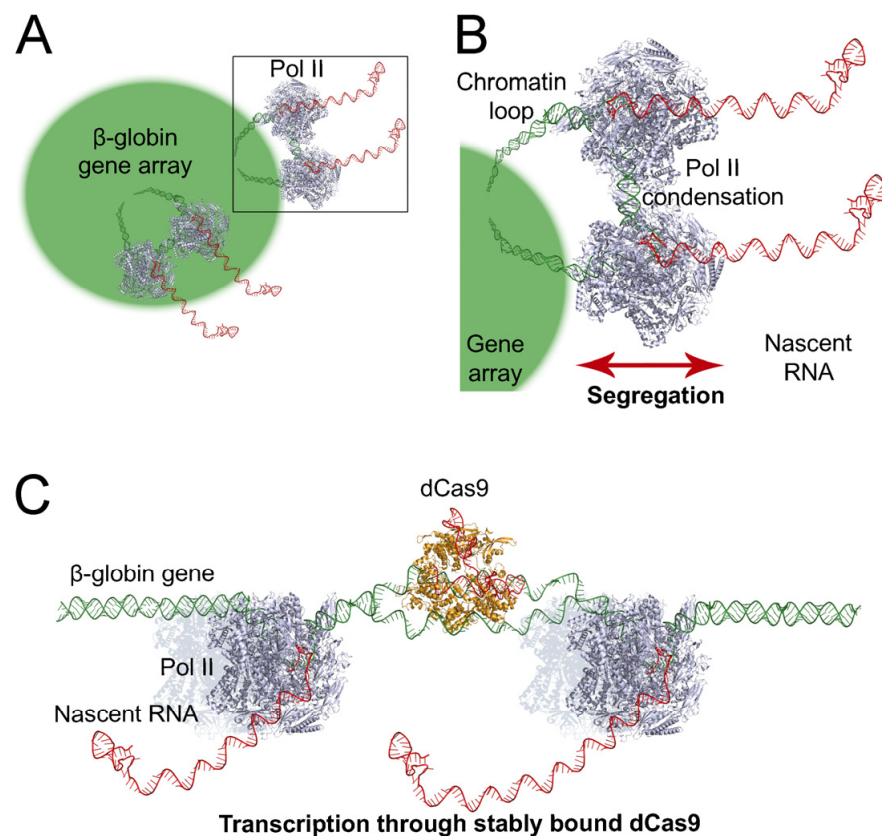 A
Pol II
β-globin
gene array
B
Chromatin
loop
Pol II
condensation
Gene
array
Nascent
RNA
Segregation
C
dCas9
β-globin gene
Pol II
Nascent RNA
Transcription through stably bound dCas9